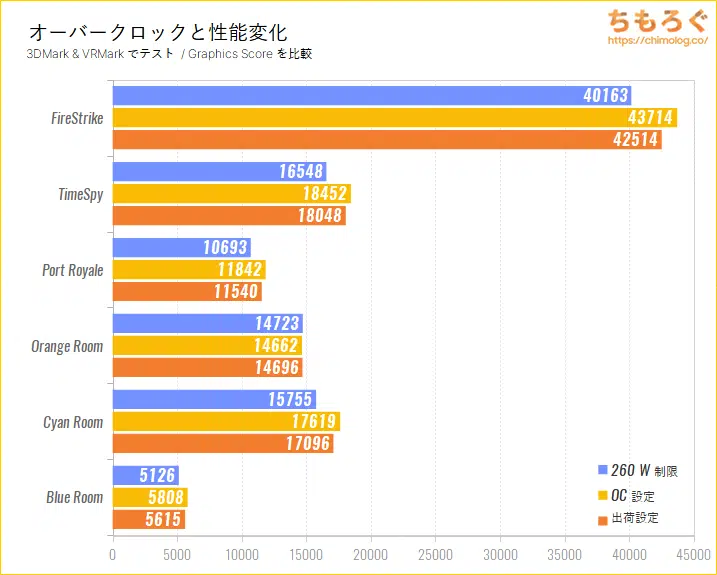 オーバークロックと性能変化
3DMark & VRMark でテスト / Graphics Score を比較
ちもろぐ
https://chimolog.co/
FireStrike
40163
43714
42514
TimeSpy
16548
18452
18048
Port Royale
10693
11842
11540
Orange Room
14723
14662
14696
Cyan Room
15755
17619
17096
Blue Room
5126
5808
5615
260 W 制限
OC 設定
出荷設定
0 5000 10000 15000 20000 25000 30000 35000 40000 45000